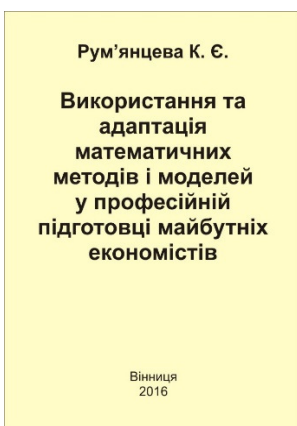 Рум’янцева К. Є.
Використання та
адаптація
математичних
методів і моделей
у професійній
підготовці майбутніх
економістів
Вінниця
2016